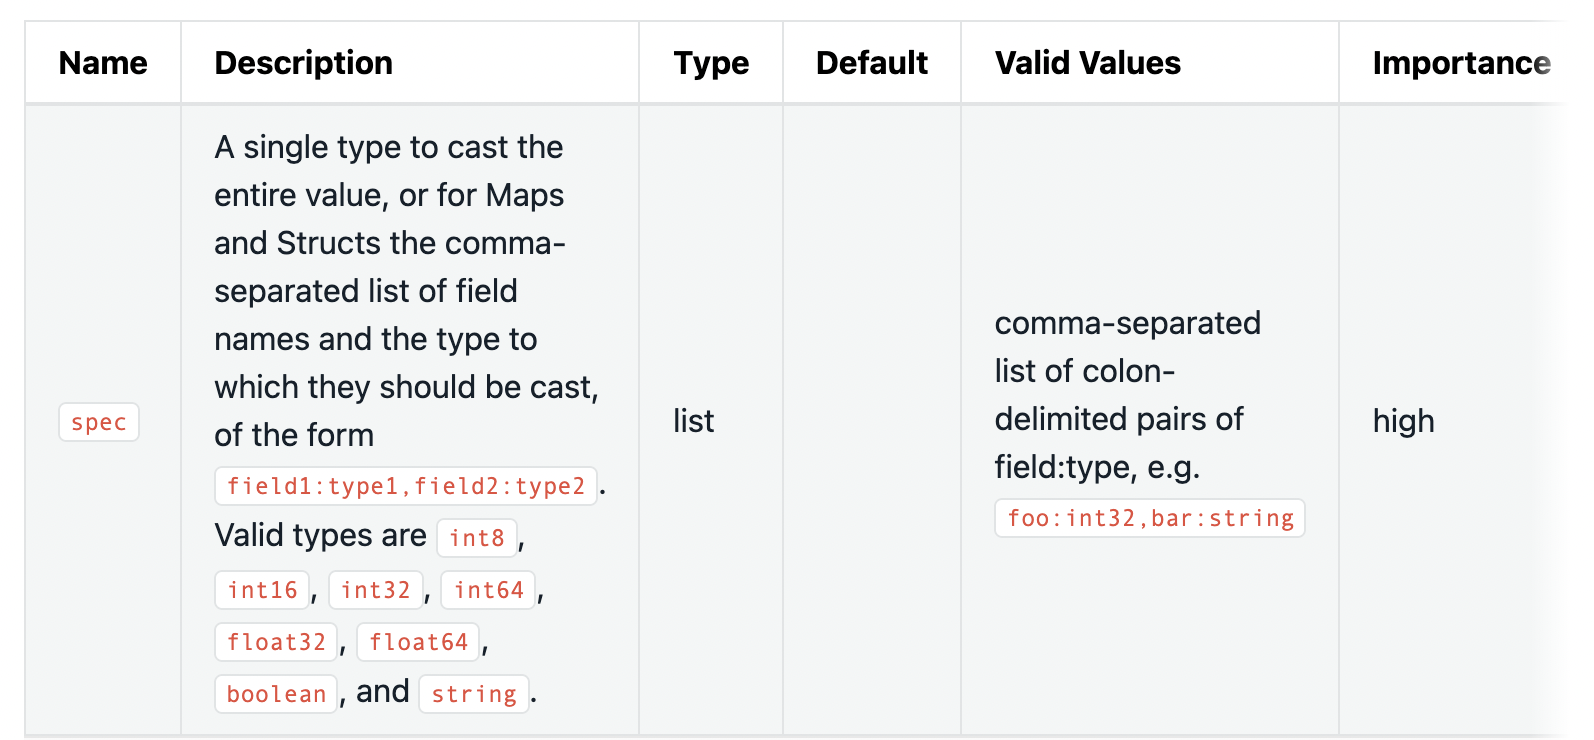 Name Description Type Default Valid Values Importance
A single type to cast the
entire value, or for Maps
and Structs the comma-
separated list of field
names and the type to
which they should be cast,
of the form
field1:type1,field2:type2.
Valid types are int8,
int16, int32, int64,
float32, float64,
boolean, and string.
spec
list
comma-separated
list of colon-
delimited pairs of
field:type, e.g.
foo:int32,bar:string
high